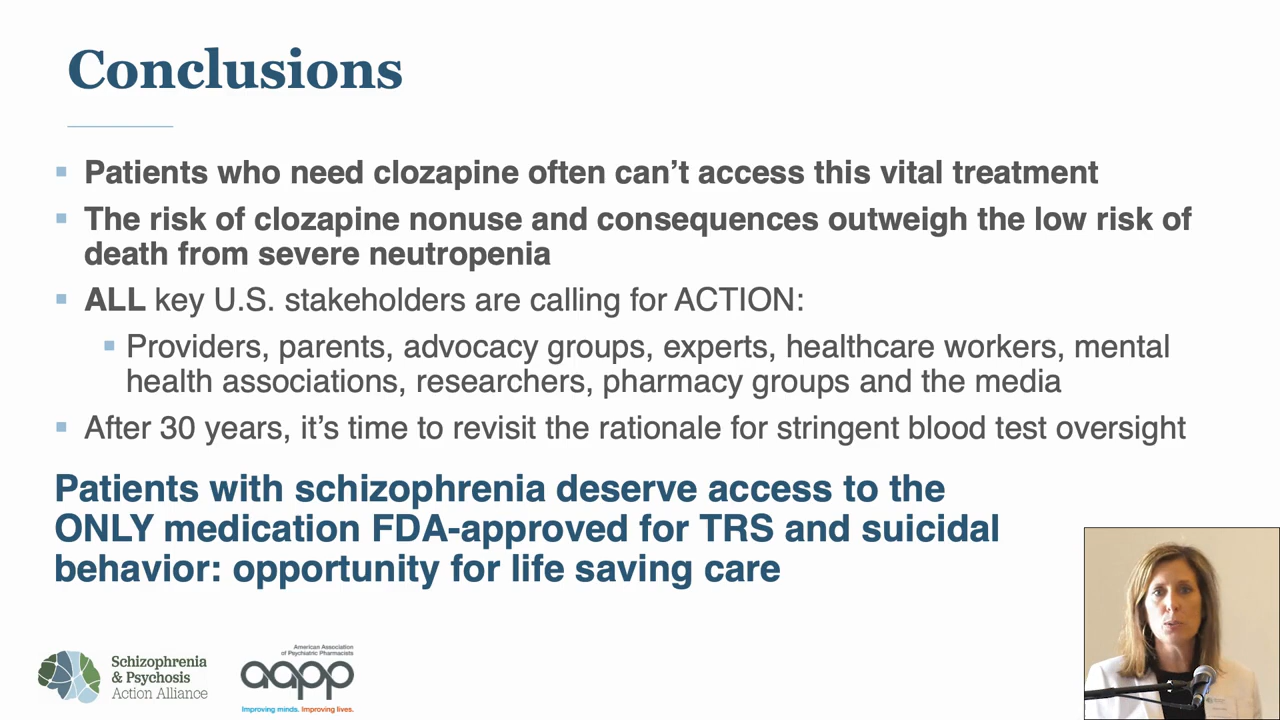 Conclusions
Patients who need clozapine often can’t access this vital treatment
The risk of clozapine nonuse and consequences outweigh the low risk of
death from severe neutropenia
ALL key U.S. stakeholders are calling for ACTION:
Providers, parents, advocacy groups, experts, healthcare workers, mental
health associations, researchers, pharmacy groups and the media
After 30 years, it’s time to revisit the rationale for stringent blood test oversight
Patients with schizophrenia deserve access to the
ONLY medication FDA-approved for TRS and suicidal
behavior: opportunity for life saving care
Schizophrenia
& Psychosis
Action Alliance
American Association
of Psychiatric Pharmacists
aapp
Improving minds. Improving lives.